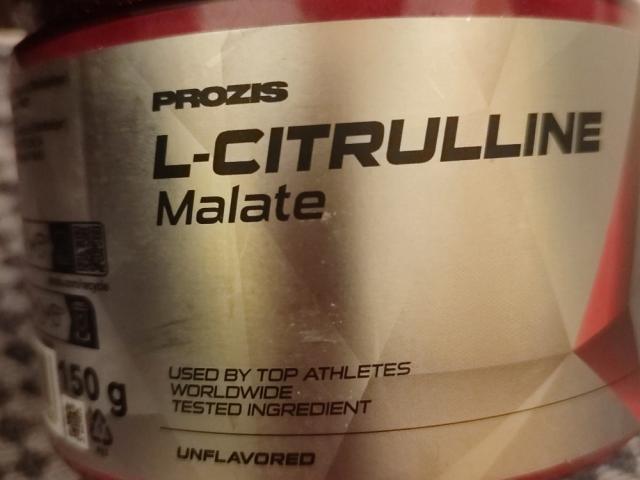 PROZIS
L-CITRULLINE
Malate
USED BY TOP ATHLETES
WORLDWIDE
TESTED INGREDIENT
150 g
UNFLAVORED